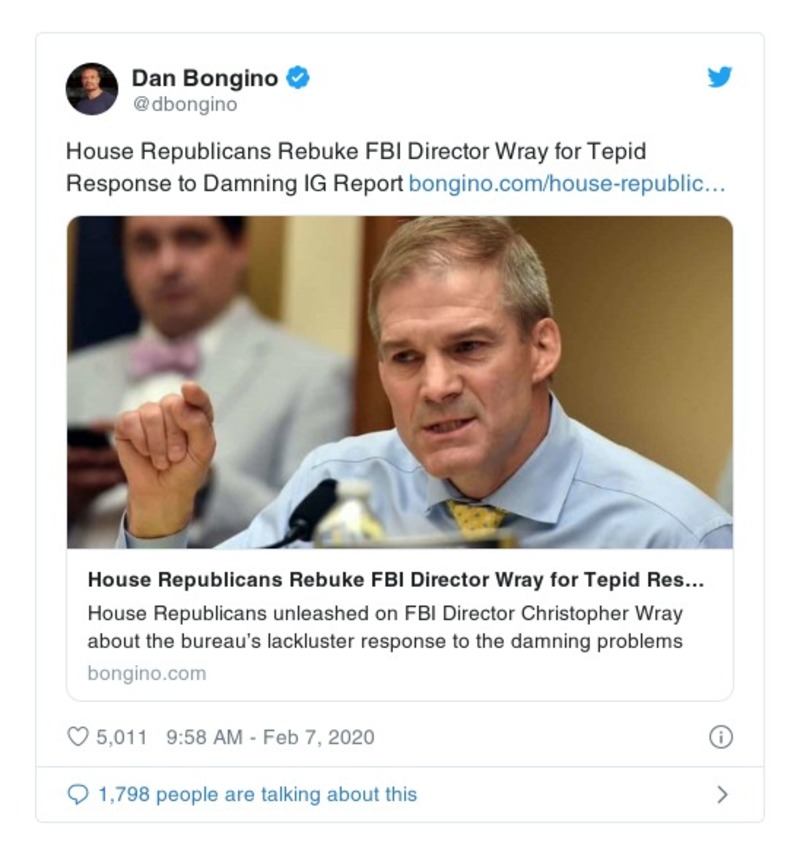 Dan Bongino
@dbongino
House Republicans Rebuke FBI Director Wray for Tepid
Response to Damning IG Report bongino.com/house-republic…
House Republicans Rebuke FBI Director Wray for Tepid Res…
House Republicans unleashed on FBI Director Christopher Wray
about the bureau’s lackluster response to the damning problems
bongino.com
5,011 9:58 AM - Feb 7, 2020
1,798 people are talking about this